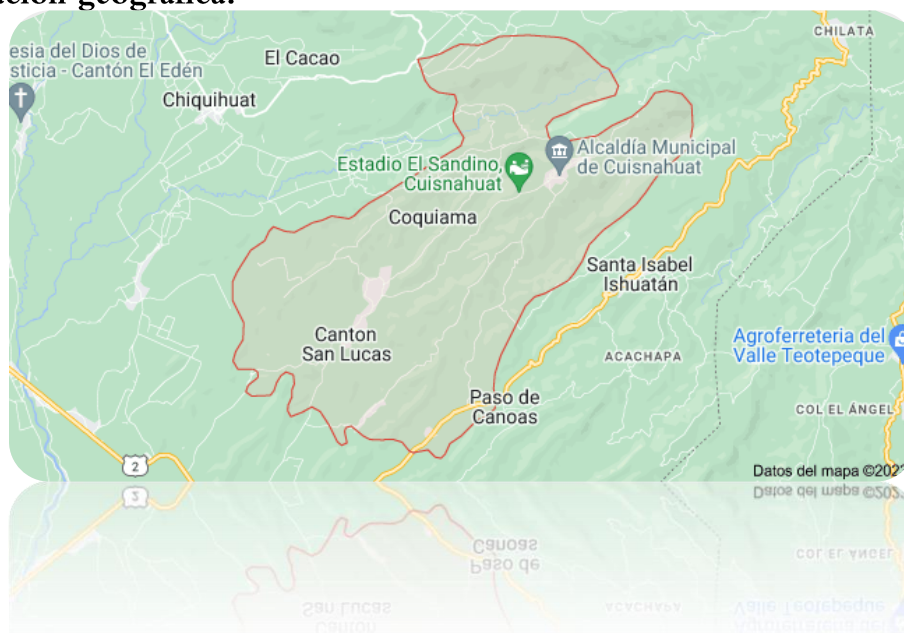 ación geográfica:
CHILATA
esia del Dios de
sticia - Cantón El Edén
El Cacao
Chiquihuat
Alcaldía Municipal
de Cuisnahuat
Estadio El Sandino,
Cuisnahuat
Coquiama
Santa Isabel
Ishuatán
Canton
San Lucas
ACACHAPA
Agroferreteria del
Valle Teotepeque
Paso de
Canoas
COL EL ÁNGEL
2
Datos del mapa ©202